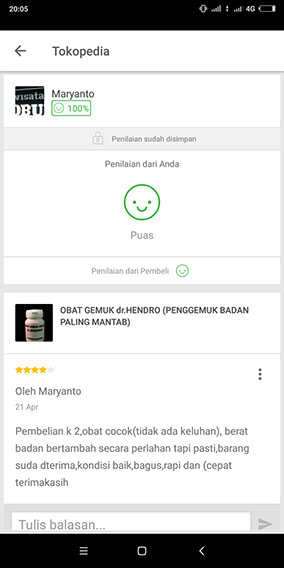 20:05
4G
Tokopedia
wisata
OBU
Maryanto
100%
Penilaian sudah disimpan
Penilaian dari Anda
Puas
Penilaian dari Pembeli
OBAT GEMUK dr.HENDRO (PENGGEMUK BADAN
PALING MANTAB)
Oleh Maryanto
21 Apr
Pembelian k 2,obat cocok(tidak ada keluhan), berat
badan bertambah secara perlahan tapi pasti,barang
suda dterima,kondisi baik,bagus,rapi dan (cepat
terimakasih
Tulis balasan...